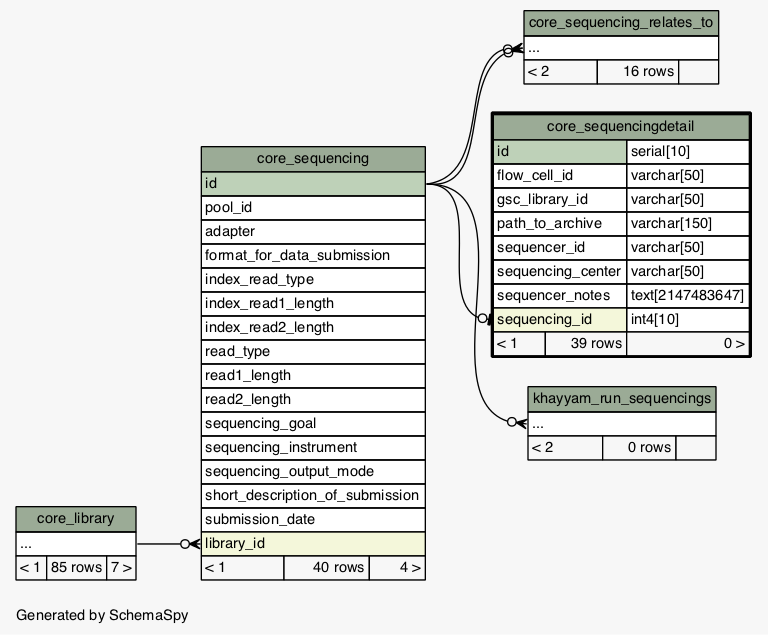 core_sequencing_relates_to
...
< 2 16 rows
core_sequencingdetail
id serial[10]
flow_cell_id varchar[50]
gsc_library_id varchar[50]
path_to_archive varchar[150]
sequencer_id varchar[50]
sequencing_center varchar[50]
sequencer_notes text[2147483647]
sequencing_id int4[10]
< 1 39 rows 0 >
core_sequencing
id
pool_id
adapter
format_for_data_submission
index_read_type
index_read1_length
index_read2_length
read_type
read1_length
read2_length
sequencing_goal
sequencing_instrument
sequencing_output_mode
short_description_of_submission
submission_date
library_id
< 1 40 rows 4 >
khayyam_run_sequencings
...
< 2 0 rows
core_library
...
< 1 85 rows 7 >
Generated by SchemaSpy